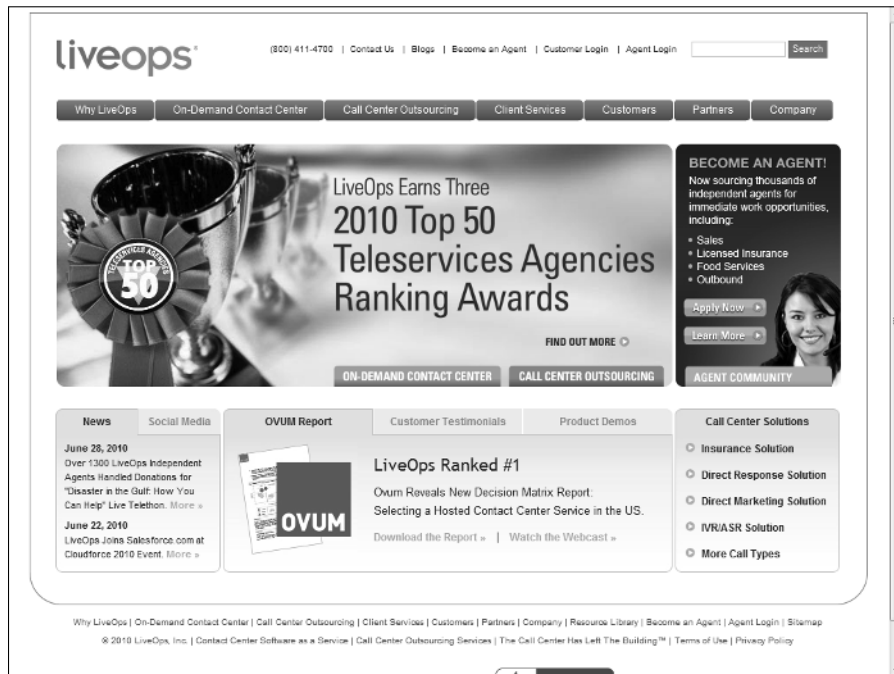 liveops
(800) 411-4700 | Contact Us | Blogs | Become an Agent | Customer Login | Agent Login
Search
Why LiveOps On-Demand Contact Center Call Center Outsourcing Client Services Customers Partners Company
TELESERVICES AGENCIES
TOP
50
LiveOps Earns Three
2010 Top 50
Teleservices Agencies
Ranking Awards
FIND OUT MORE
ON-DEMAND CONTACT CENTER CALL CENTER OUTSOURCING
BECOME AN AGENT!
Now sourcing thousands of
independent agents for
immediate work opportunities,
including:
• Sales
• Licensed Insurance
• Food Services
• Outbound
Apply Now
Learn More
AGENT COMMUNITY
News Social Media
June 28, 2010
Over 1300 LiveOps Independent
Agents Handled Donations for
"Disaster in the Gulf: How You
Can Help" Live Telethon. More »
June 22, 2010
LiveOps Joins Salesforce.com at
Cloudforce 2010 Event. More »
OVUM Report Customer Testimonials Product Demos
OVUM
LiveOps Ranked #1
Ovum Reveals New Decision Matrix Report:
Selecting a Hosted Contact Center Service in the US.
Download the Report » | Watch the Webcast »
Call Center Solutions
Insurance Solution
Direct Response Solution
Direct Marketing Solution
IVR/ASR Solution
More Call Types
Why LiveOps | On-Demand Contact Center | Call Center Outsourcing | Client Services | Customers | Partners | Company | Resource Library | Become an Agent | Agent Login | Sitemap
© 2010 LiveOps, Inc. | Contact Center Software as a Service | Call Center Outsourcing Services | The Call Center Has Left The Building™ | Terms of Use | Privacy Policy